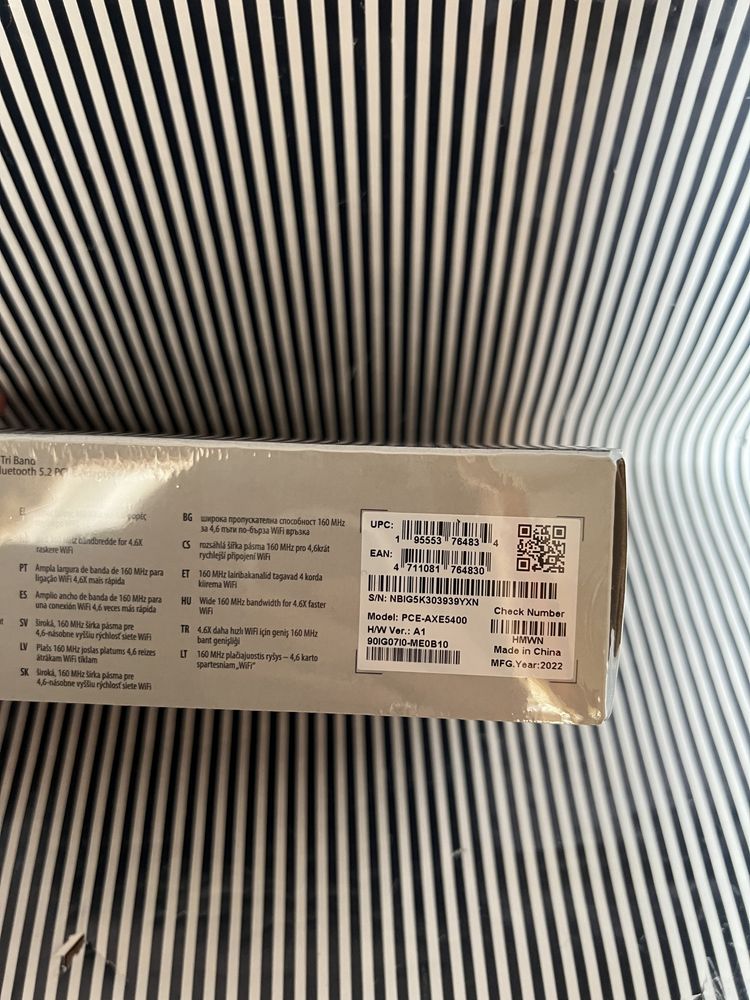 Tri Band
luetooth 5.2 PC
bandbredde for 4.6X
raskere WiFi
PT Ampla largura de banda de 160 MHz para
ligação WiFi 4,6X mais rápida
ES Amplio ancho de banda de 160 MHz para
una conexión WiFi 4,6 veces más rápida
SV široká, 160 MHz šírka pásma pre
4,6-násobne vyššiu rýchlosť siete WiFi
LV Plašs 160 MHz joslas platums 4,6 reizes
ātrākam WiFi tīklam
SK široká, 160 MHz šírka pásma pre
4,6-násobne vyššiu rýchlosť siete WiFi
BG широка пропускателна способност 160 MHz
за 4,6 пъти по-бърза WiFi връзка
CS rozsáhlá šířka pásma 160 MHz pro 4,6krát
rychlejší připojení WiFi
ET 160 MHz lairibakanalid tagavad 4 korda
kiirema WiFi
HU Wide 160 MHz bandwidth for 4.6X faster
WiFi
TR 4.6X daha hızlı WiFi için geniş 160 MHz
bant genişliği
LT 160 MHz plačiajuostis ryšys – 4,6 karto
spartesniam „WiFi"
UPC: 1 95553 76483 4
EAN: 4 711081 764830
S/N: NBIG5K303939YXN
Model: PCE-AXE5400
H/W Ver.: A1
90IG07I0-ME0B10
Check Number
HMWN
Made in China
MFG.Year:2022